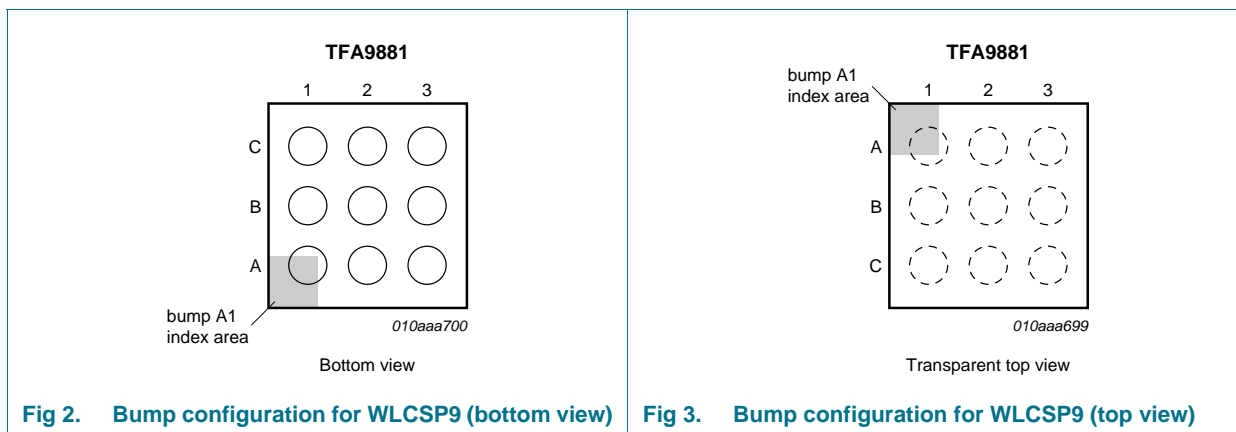 TFA9881
1 2 3
C
B
A
bump A1
index area
010aaa700
Bottom view
Fig 2. Bump configuration for WLCSP9 (bottom view)
TFA9881
bump A1
index area
1 2 3
A
B
C
010aaa699
Transparent top view
Fig 3. Bump configuration for WLCSP9 (top view)